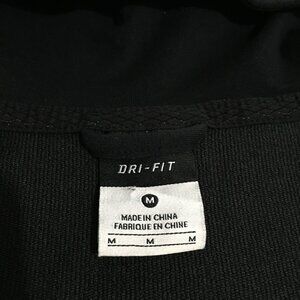 DRI-FIT
M
MADE IN CHINA
FABRIQUE EN CHINE
M M M